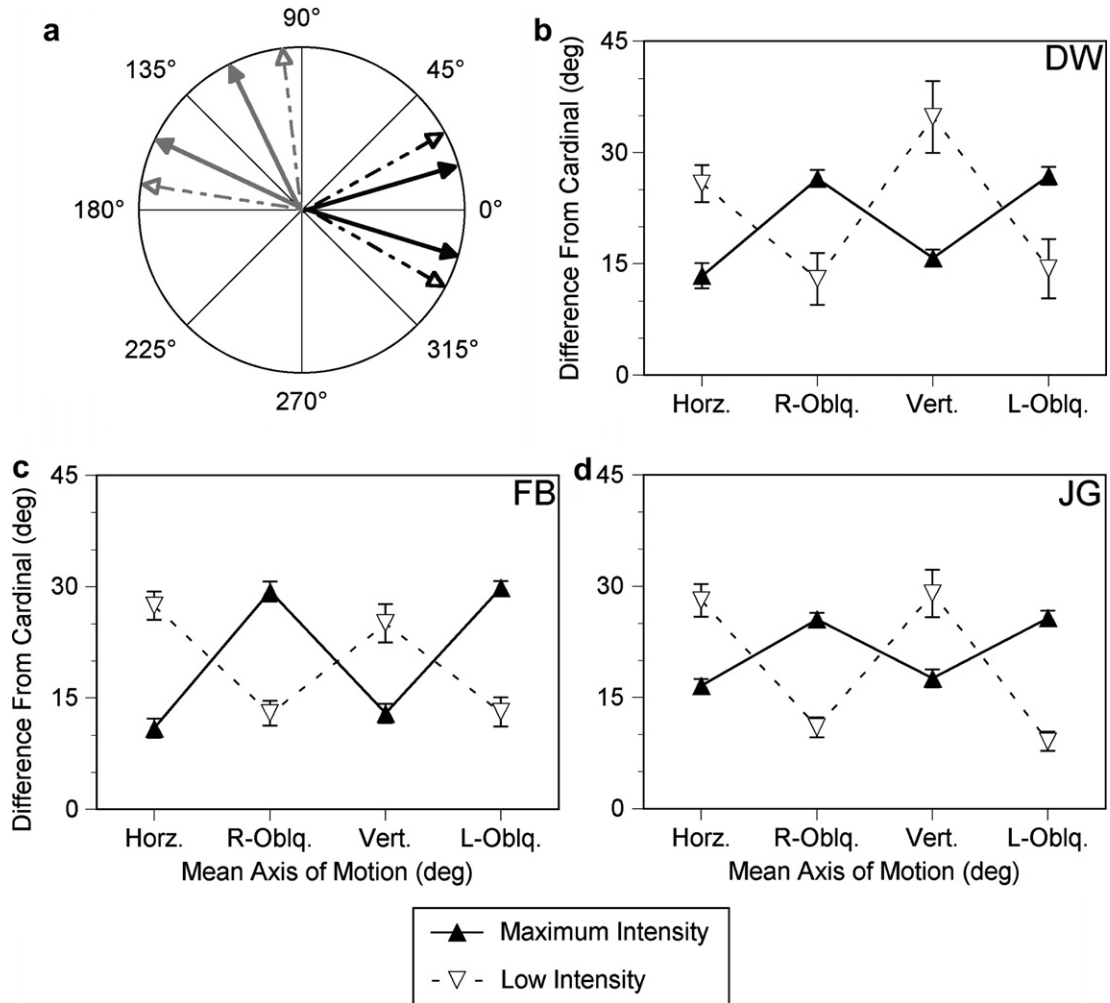 a
90°
135°
45°
180°
0°
225°
315°
270°
b
DW
Difference From Cardinal (deg)
45
30
15
0
Horz.
R-Oblq.
Vert.
L-Oblq.
c
FB
Difference From Cardinal (deg)
45
30
15
0
Horz.
R-Oblq.
Vert.
L-Oblq.
Mean Axis of Motion (deg)
d
JG
45
30
15
0
Horz.
R-Oblq.
Vert.
L-Oblq.
Mean Axis of Motion (deg)
Maximum Intensity
Low Intensity